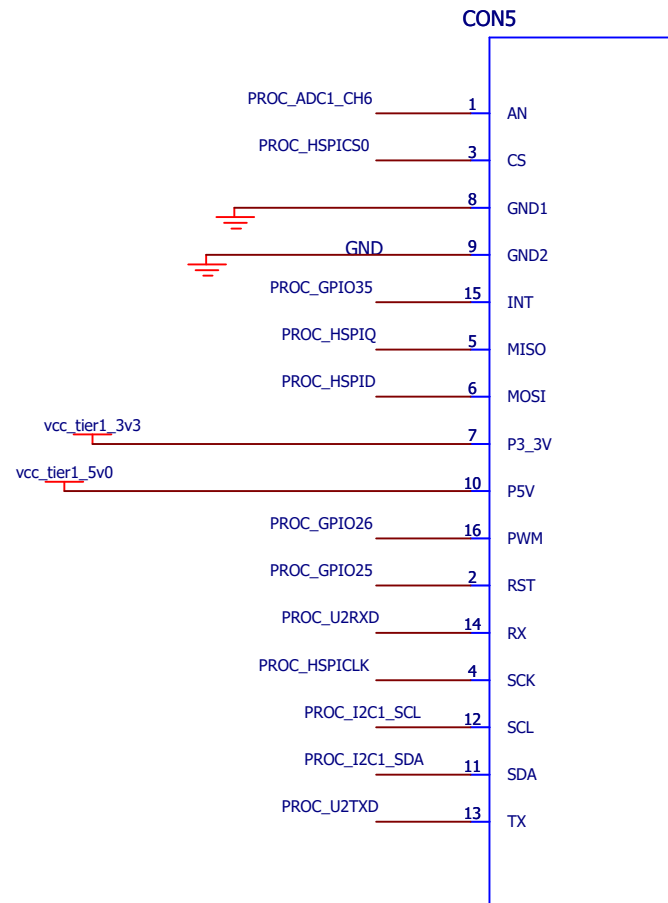 CON5
PROC_ADC1_CH6 1 AN
PROC_HSPICS0 3 CS
8 GND1
GND 9 GND2
PROC_GPIO35 15 INT
PROC_HSPIQ 5 MISO
PROC_HSPID 6 MOSI
vcc_tier1_3v3 7 P3_3V
vcc_tier1_5v0 10 P5V
PROC_GPIO26 16 PWM
PROC_GPIO25 2 RST
PROC_U2RXD 14 RX
PROC_HSPICLK 4 SCK
PROC_I2C1_SCL 12 SCL
PROC_I2C1_SDA 11 SDA
PROC_U2TXD 13 TX